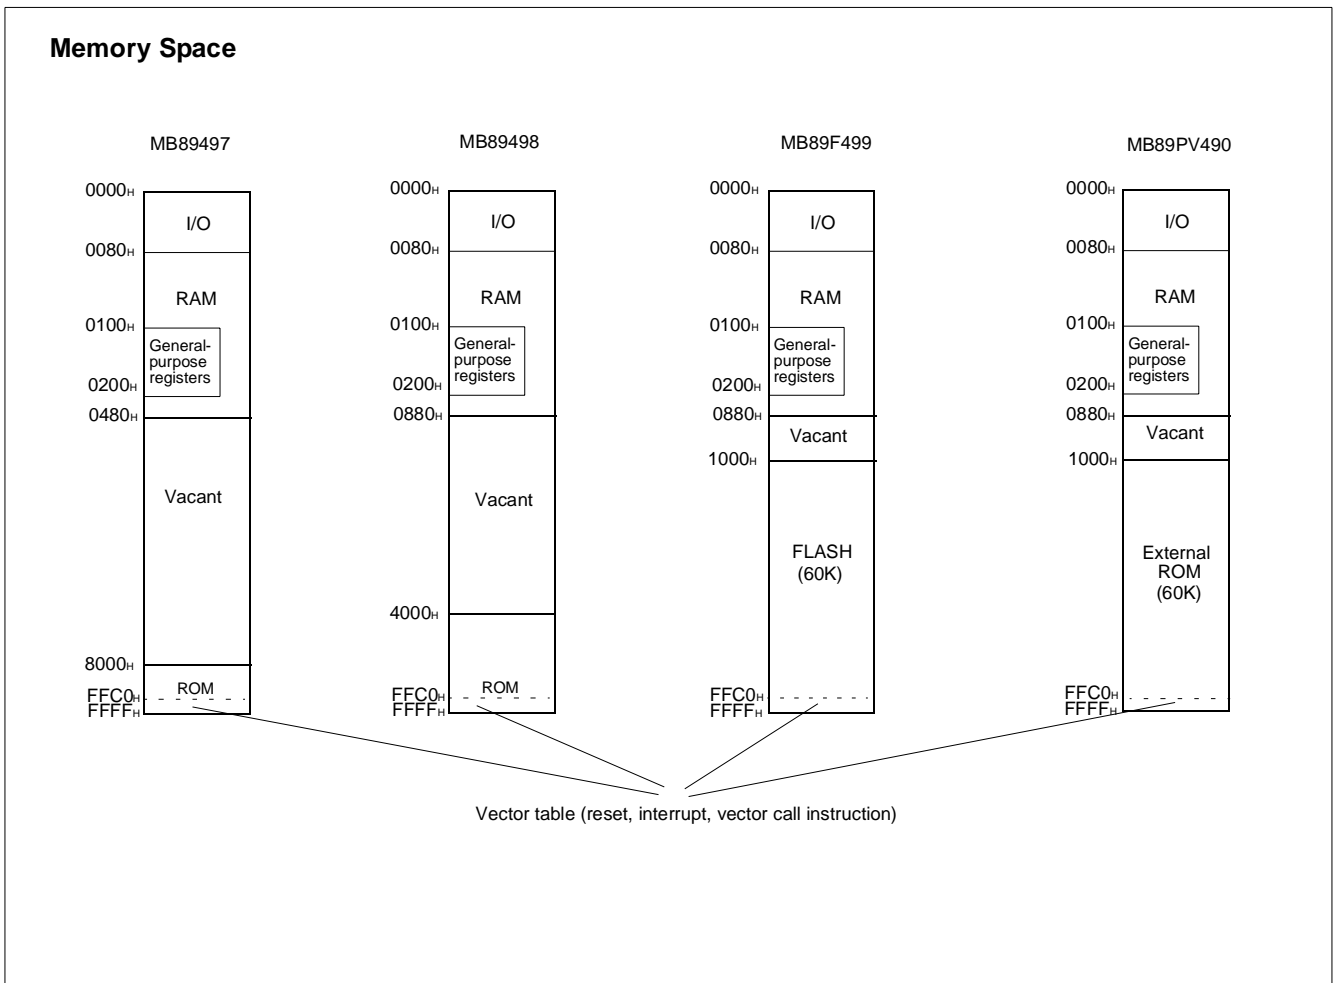 Memory Space
MB89497
0000H
I/O
0080H
RAM
0100H
General-
purpose
registers
0200H
0480H
Vacant
8000H
ROM
FFC0H
FFFFH
MB89498
0000H
I/O
0080H
RAM
0100H
General-
purpose
registers
0200H
0880H
Vacant
4000H
ROM
FFC0H
FFFFH
MB89F499
0000H
I/O
0080H
RAM
0100H
General-
purpose
registers
0200H
0880H
Vacant
1000H
FLASH
(60K)
FFC0H
FFFFH
MB89PV490
0000H
I/O
0080H
RAM
0100H
General-
purpose
registers
0200H
0880H
Vacant
1000H
External
ROM
(60K)
FFC0H
FFFFH
Vector table (reset, interrupt, vector call instruction)